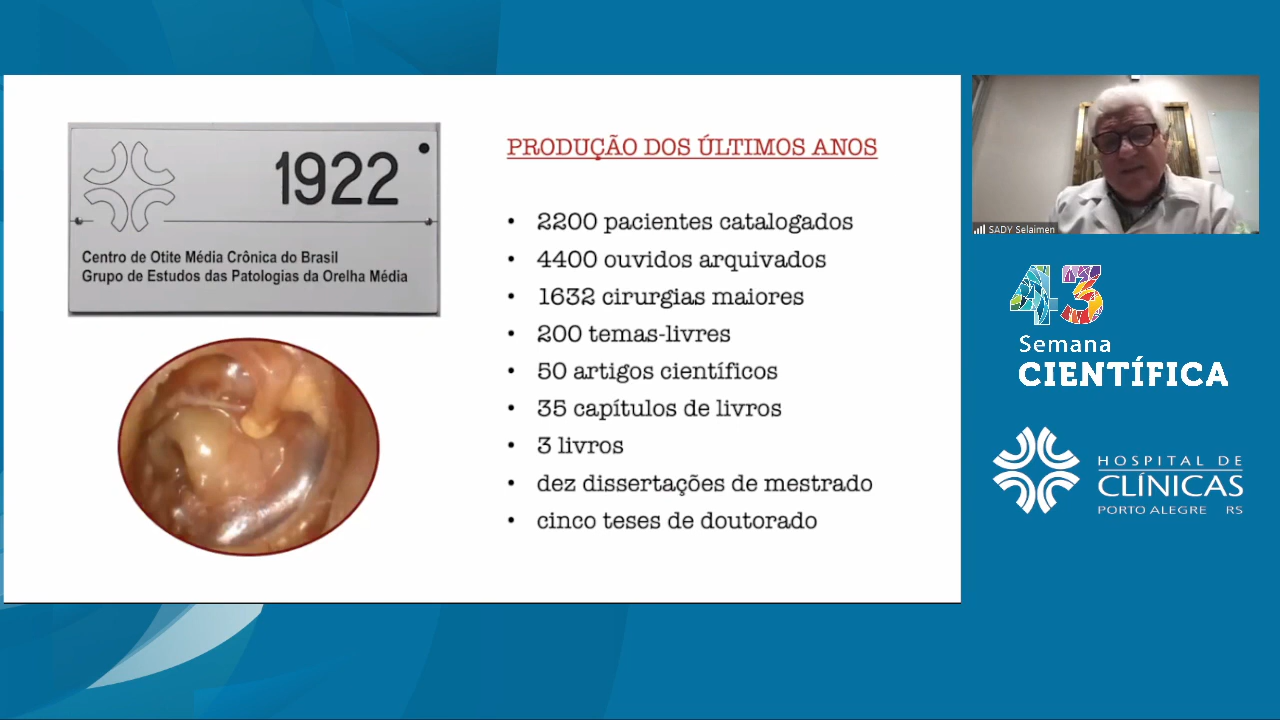 1922
Centro de Otite Média Crônica do Brasil
Grupo de Estudos das Patologias da Orelha Média
PRODUÇÃO DOS ÚLTIMOS ANOS
• 2200 pacientes catalogados
• 4400 ouvidos arquivados
• 1632 cirurgias maiores
• 200 temas-livres
• 50 artigos científicos
• 35 capítulos de livros
• 3 livros
• dez dissertações de mestrado
• cinco teses de doutorado
SADY Selaimen
43
Semana
CIENTÍFICA
HOSPITAL DE
CLÍNICAS
PORTO ALEGRE RS